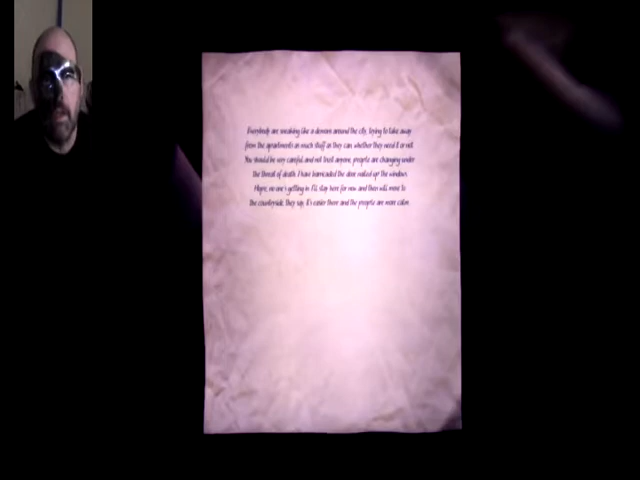 Everybody are sneaking like a demon around the city, trying to take away
from the apartments as much stuff as they can, whether they need it or not.
You should be very careful and not trust anyone, people are changing under
the threat of death. I have barricaded the door, nailed up the windows.
Hope, no one's getting in. I'll stay here for now and then will move to
the countryside, they say, it's easier there and the people are more calm.